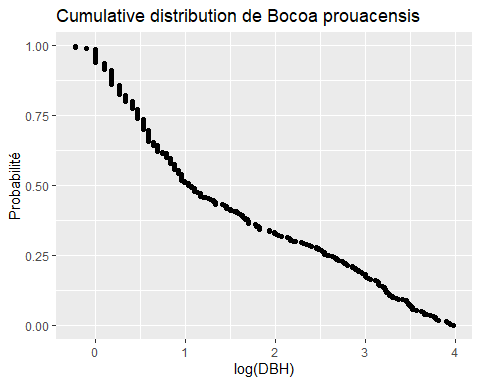 Cumulative distribution de Bocoa prouacensis
1.00
0.75
0.50
0.25
0.00
Probabilité
0 1 2 3 4
log(DBH)